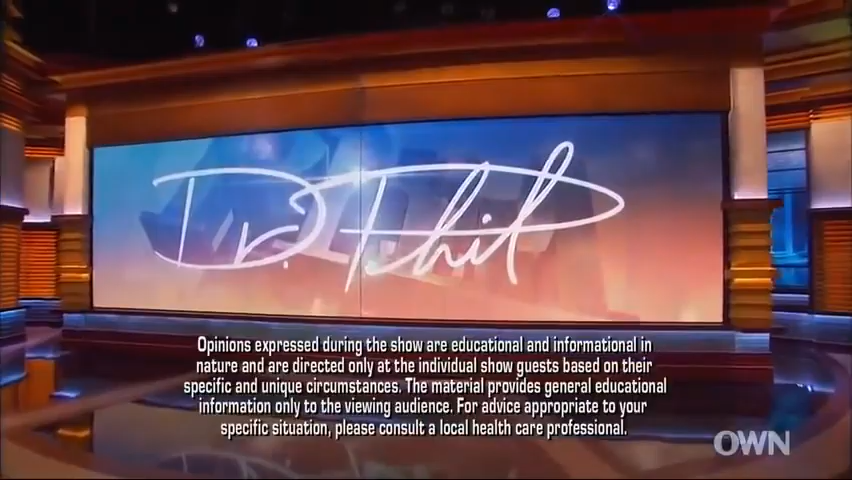 Dr. Phil
Opinions expressed during the show are educational and informational in
nature and are directed only at the individual show guests based on their
specific and unique circumstances. The material provides general educational
information only to the viewing audience. For advice appropriate to your
specific situation, please consult a local health care professional.
OWN